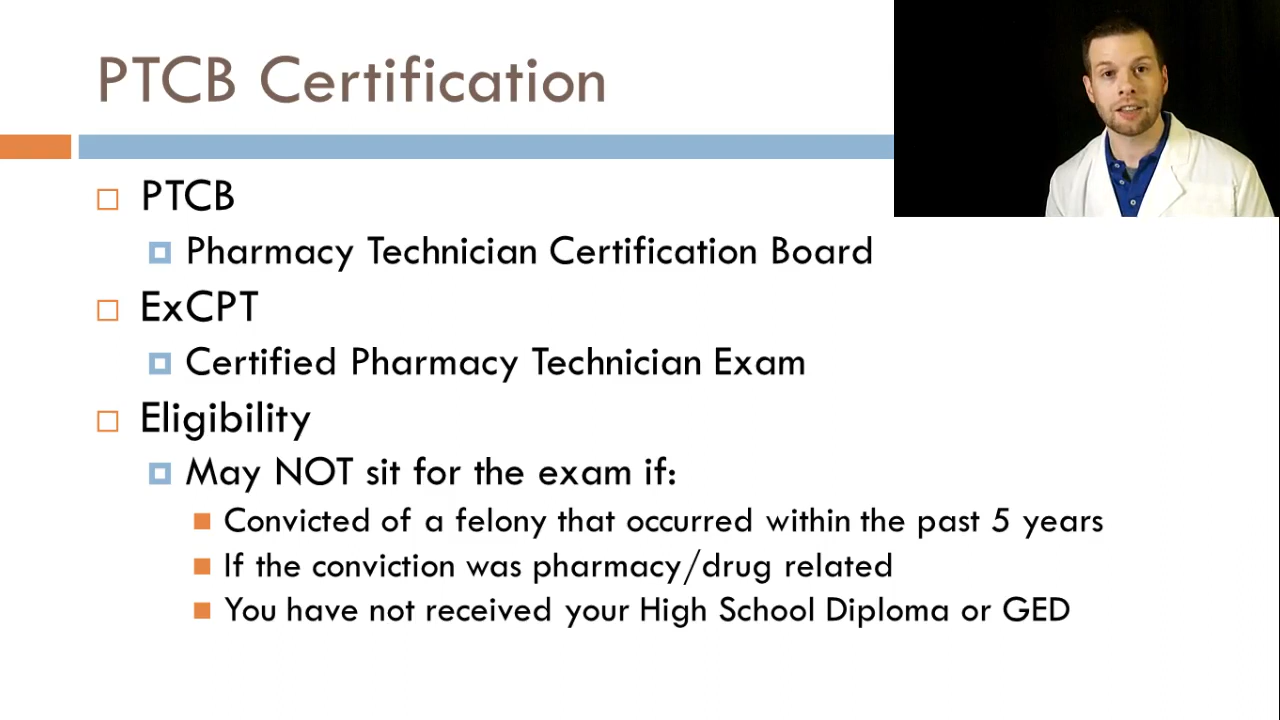 PTCB Certification
PTCB
Pharmacy Technician Certification Board
ExCPT
Certified Pharmacy Technician Exam
Eligibility
May NOT sit for the exam if:
Convicted of a felony that occurred within the past 5 years
If the conviction was pharmacy/drug related
You have not received your High School Diploma or GED